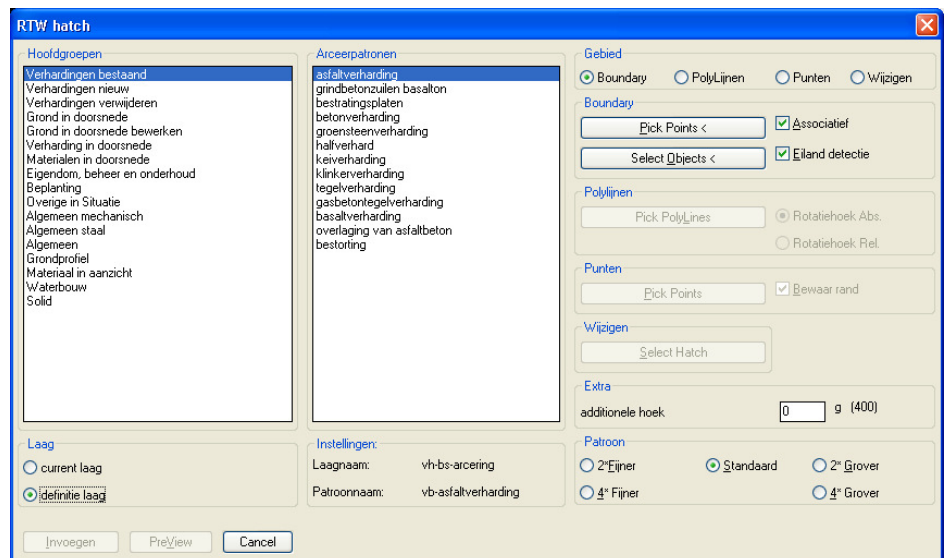 RTW hatch
Hoofdgroepen
Verhardingen bestaand
Verhardingen nieuw
Verhardingen verwijderen
Grond in doorsnede
Grond in doorsnede bewerken
Verharding in doorsnede
Materialen in doorsnede
Eigendom, beheer en onderhoud
Beplanting
Overige in Situatie
Algemeen mechanisch
Algemeen staal
Algemeen
Grondprofiel
Materiaal in aanzicht
Waterbouw
Solid
Arceerpatronen
asfaltverharding
grindbetonzuilen basalton
bestratingsplaten
betonverharding
groensteenverharding
halfverhard
keiverharding
klinkerverharding
tegelverharding
gasbetontegelverharding
basaltverharding
overlaging van asfaltbeton
bestorting
Gebied
Boundary PolyLijnen Punten Wijzigen
Boundary
Pick Points < Associatief
Select Objects < Eiland detectie
Polylijnen
Pick PolyLines Rotatiehoek Abs.
Rotatiehoek Rel.
Punten
Pick Points Bewaar rand
Wijzigen
Select Hatch
Extra
additionele hoek 0 g (400)
Laag
current laag
definitie laag
Instellingen:
Laagnaam: vh-bs-arcering
Patroonnaam: vb-asfaltverharding
Patroon
2*Fijner Standaard 2* Grover
4* Fijner 4* Grover
Invoegen PreView Cancel